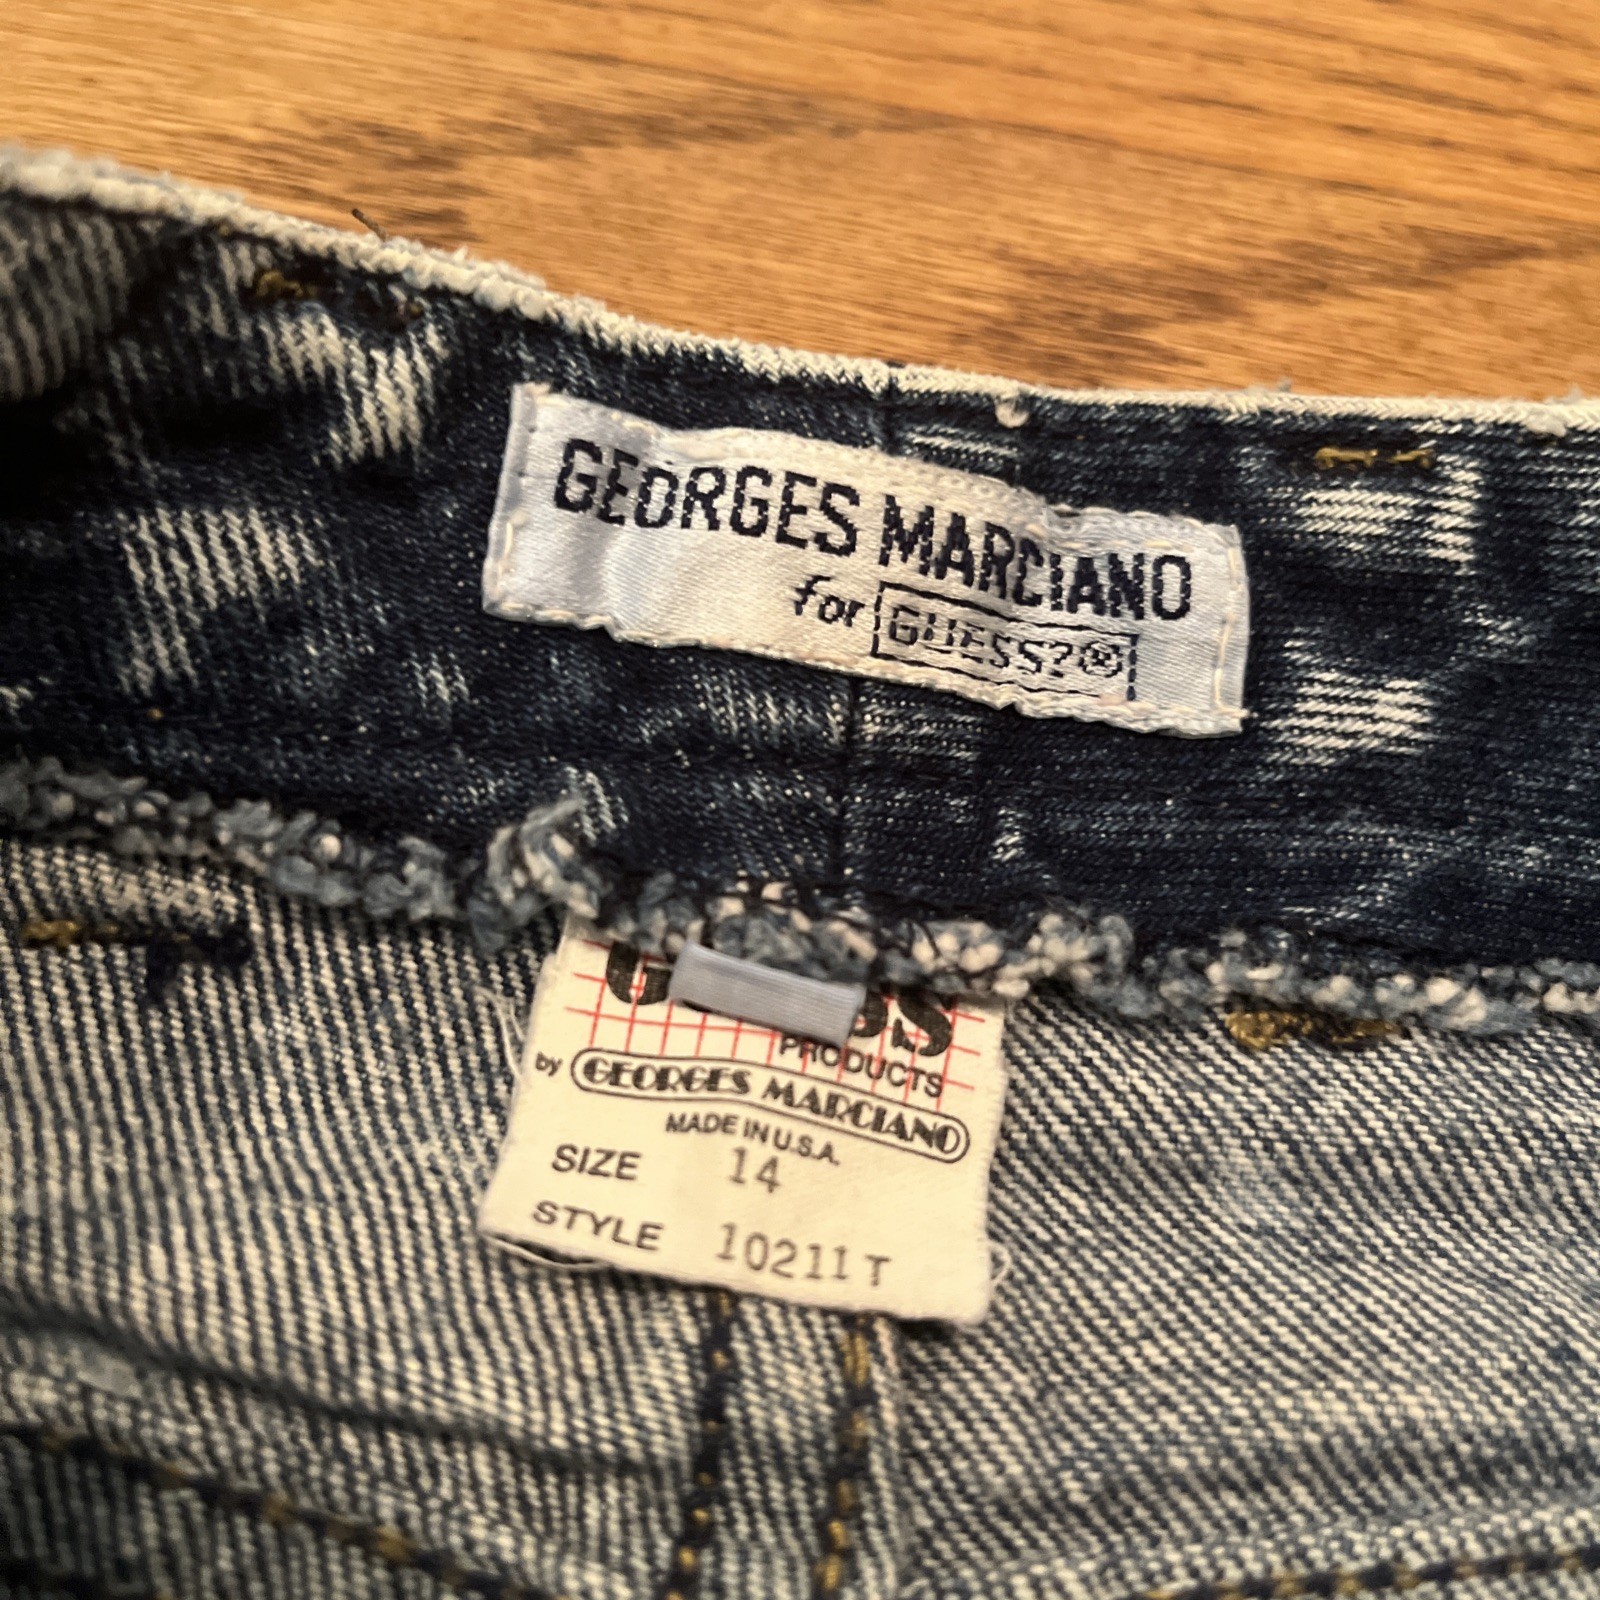 GEORGES MARCIANO
for GUESS?®
PRODUCTS
by GEORGES MARCIANO
MADE IN U.S.A.
SIZE 14
STYLE 10211 T